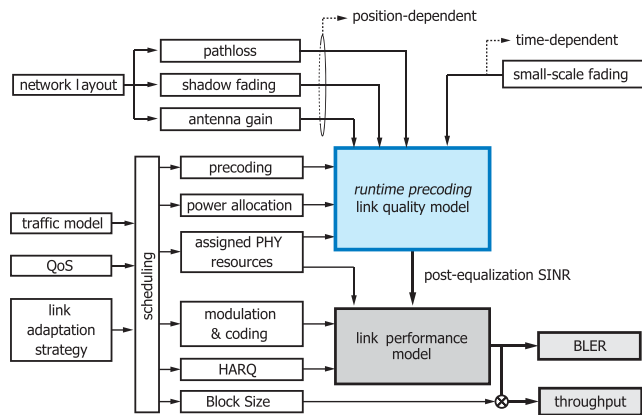 position-dependent
time-dependent
pathloss
network layout
shadow fading
small-scale fading
antenna gain
precoding
runtime precoding
link quality model
power allocation
traffic model
assigned PHY
resources
QoS
scheduling
post-equalization SINR
link
adaptation
strategy
modulation
& coding
link performance
model
BLER
HARQ
Block Size
throughput